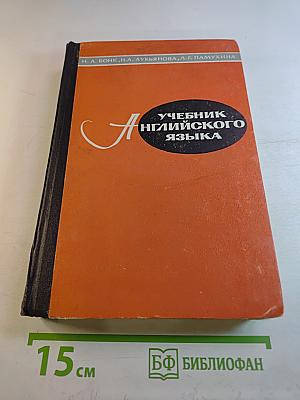 Н. А. БОНК, Н.А. ЛУКЬЯНОВА, Л. Г. ПАМУХИНА
УЧЕБНИК
АНГЛИЙСКОГО
ЯЗЫКА
15 см
БФ БИБЛИОФАН